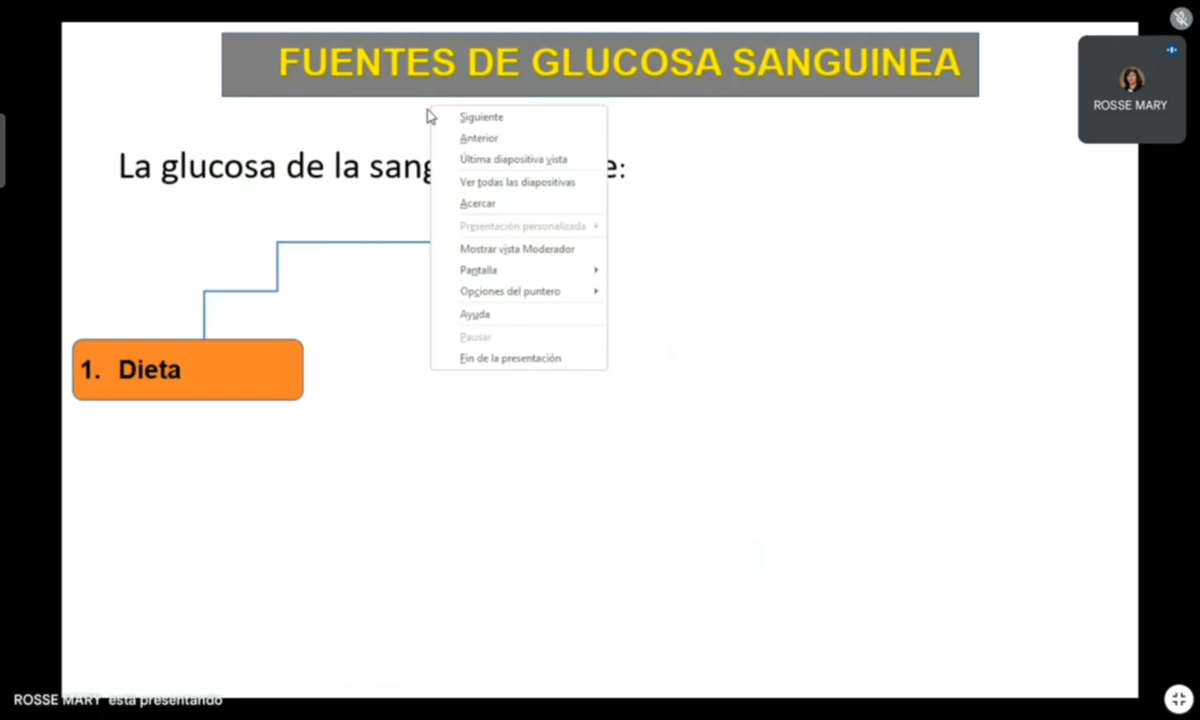 FUENTES DE GLUCOSA SANGUINEA
ROSSE MARY
Siguiente
Anterior
Última diapositiva vista
La glucosa de la sang e:
Ver todas las diapositivas
Acercar
Presentación personalizada
Mostrar vista Moderador
Pantalla
Opciones del puntero
Ayuda
Pausar
Fin de la presentación
1. Dieta
ROSSE MARY está presentando